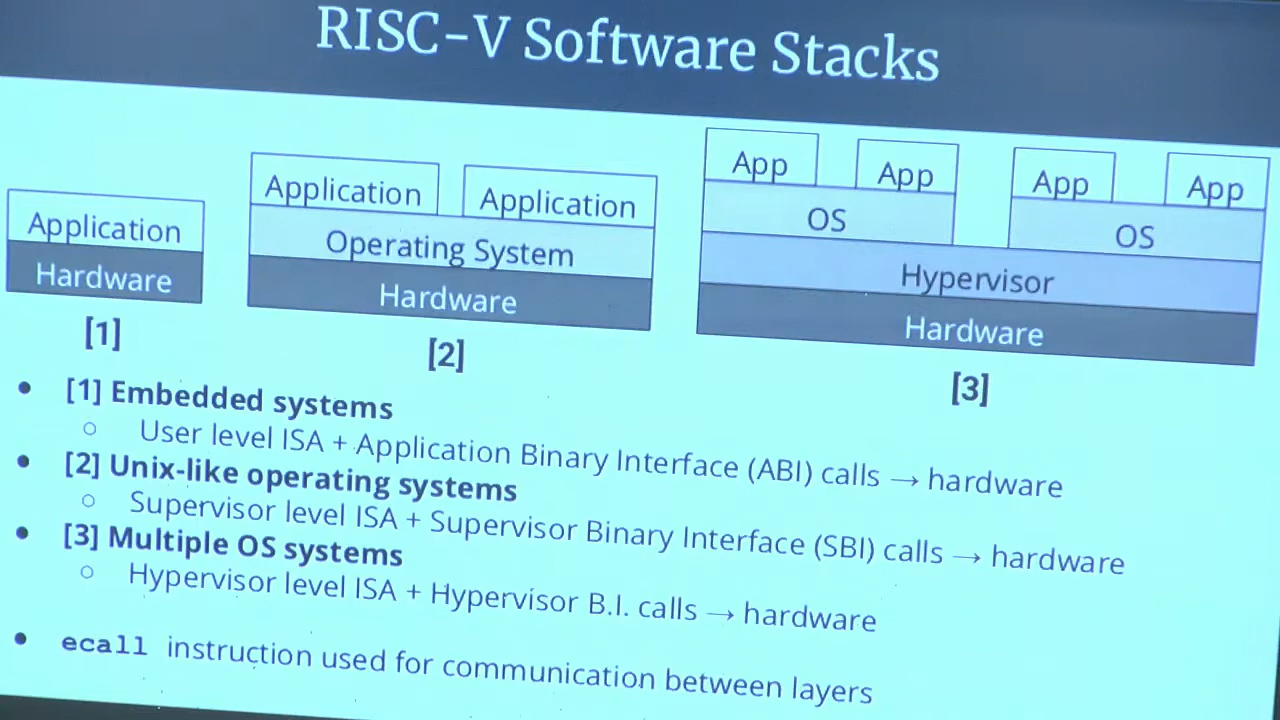 RISC-V Software Stacks
Application
Hardware
[1]
Application Application
Operating System
Hardware
[2]
App App App App
OS OS
Hypervisor
Hardware
[3]
• [1] Embedded systems
○ User level ISA + Application Binary Interface (ABI) calls → hardware
• [2] Unix-like operating systems
○ Supervisor level ISA + Supervisor Binary Interface (SBI) calls → hardware
• [3] Multiple OS systems
○ Hypervisor level ISA + Hypervisor B.I. calls → hardware
• ecall instruction used for communication between layers